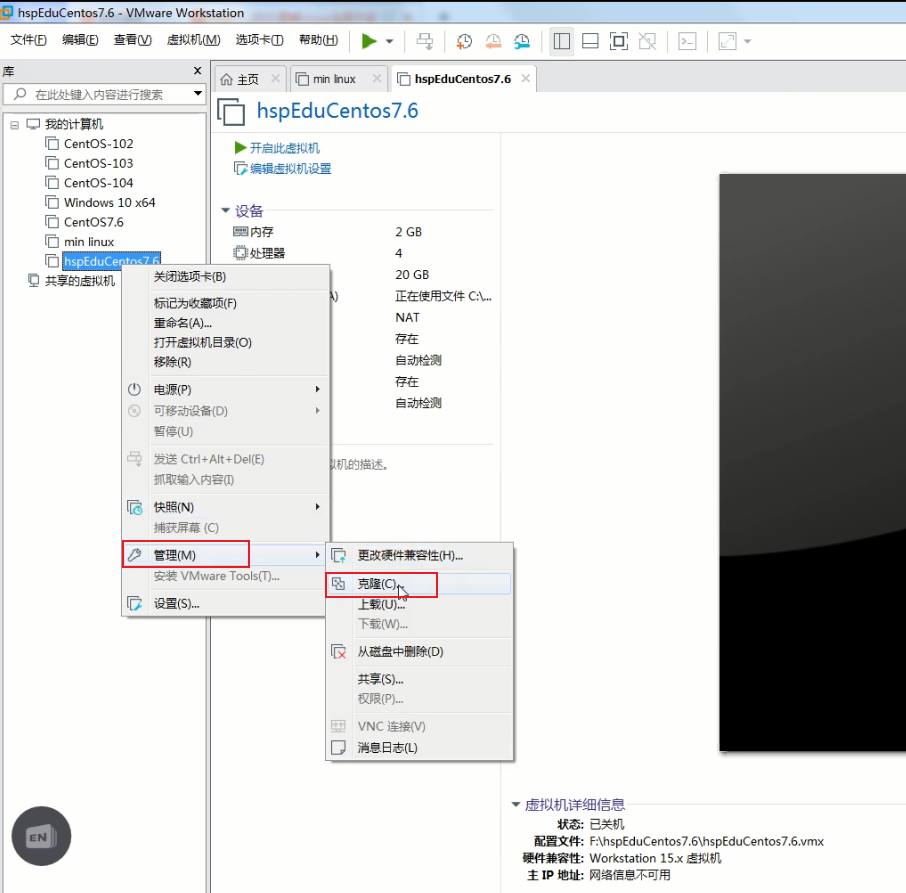 hspEduCentos7.6 - VMware Workstation
文件(F) 编辑(E) 查看(V) 虚拟机(M) 选项卡(T) 帮助(H)
库
在此处键入内容进行搜索
我的计算机
CentOS-102
CentOS-103
CentOS-104
Windows 10 x64
CentOS7.6
min linux
hspEduCentos7.6
共享的虚拟机
主页 min linux hspEduCentos7.6
hspEduCentos7.6
开启此虚拟机
编辑虚拟机设置
设备
内存 2 GB
处理器 4
20 GB
A) 正在使用文件 C:\...
NAT
存在
自动检测
存在
自动检测
拟机的描述。
关闭选项卡(B)
标记为收藏项(F)
重命名(A)...
打开虚拟机目录(O)
移除(R)
电源(P)
可移动设备(D)
暂停(U)
发送 Ctrl+Alt+Del(E)
抓取输入内容(I)
快照(N)
捕获屏幕 (C)
管理(M)
安装 VMware Tools(T)...
设置(S)...
更改硬件兼容性(H)...
克隆(C)...
上载(U)...
下载(W)...
从磁盘中删除(D)
共享(S)...
权限(P)...
VNC 连接(V)
消息日志(L)
虚拟机详细信息
状态: 已关机
配置文件: F:\hspEduCentos7.6\hspEduCentos7.6.vmx
硬件兼容性: Workstation 15.x 虚拟机
主 IP 地址: 网络信息不可用
EN